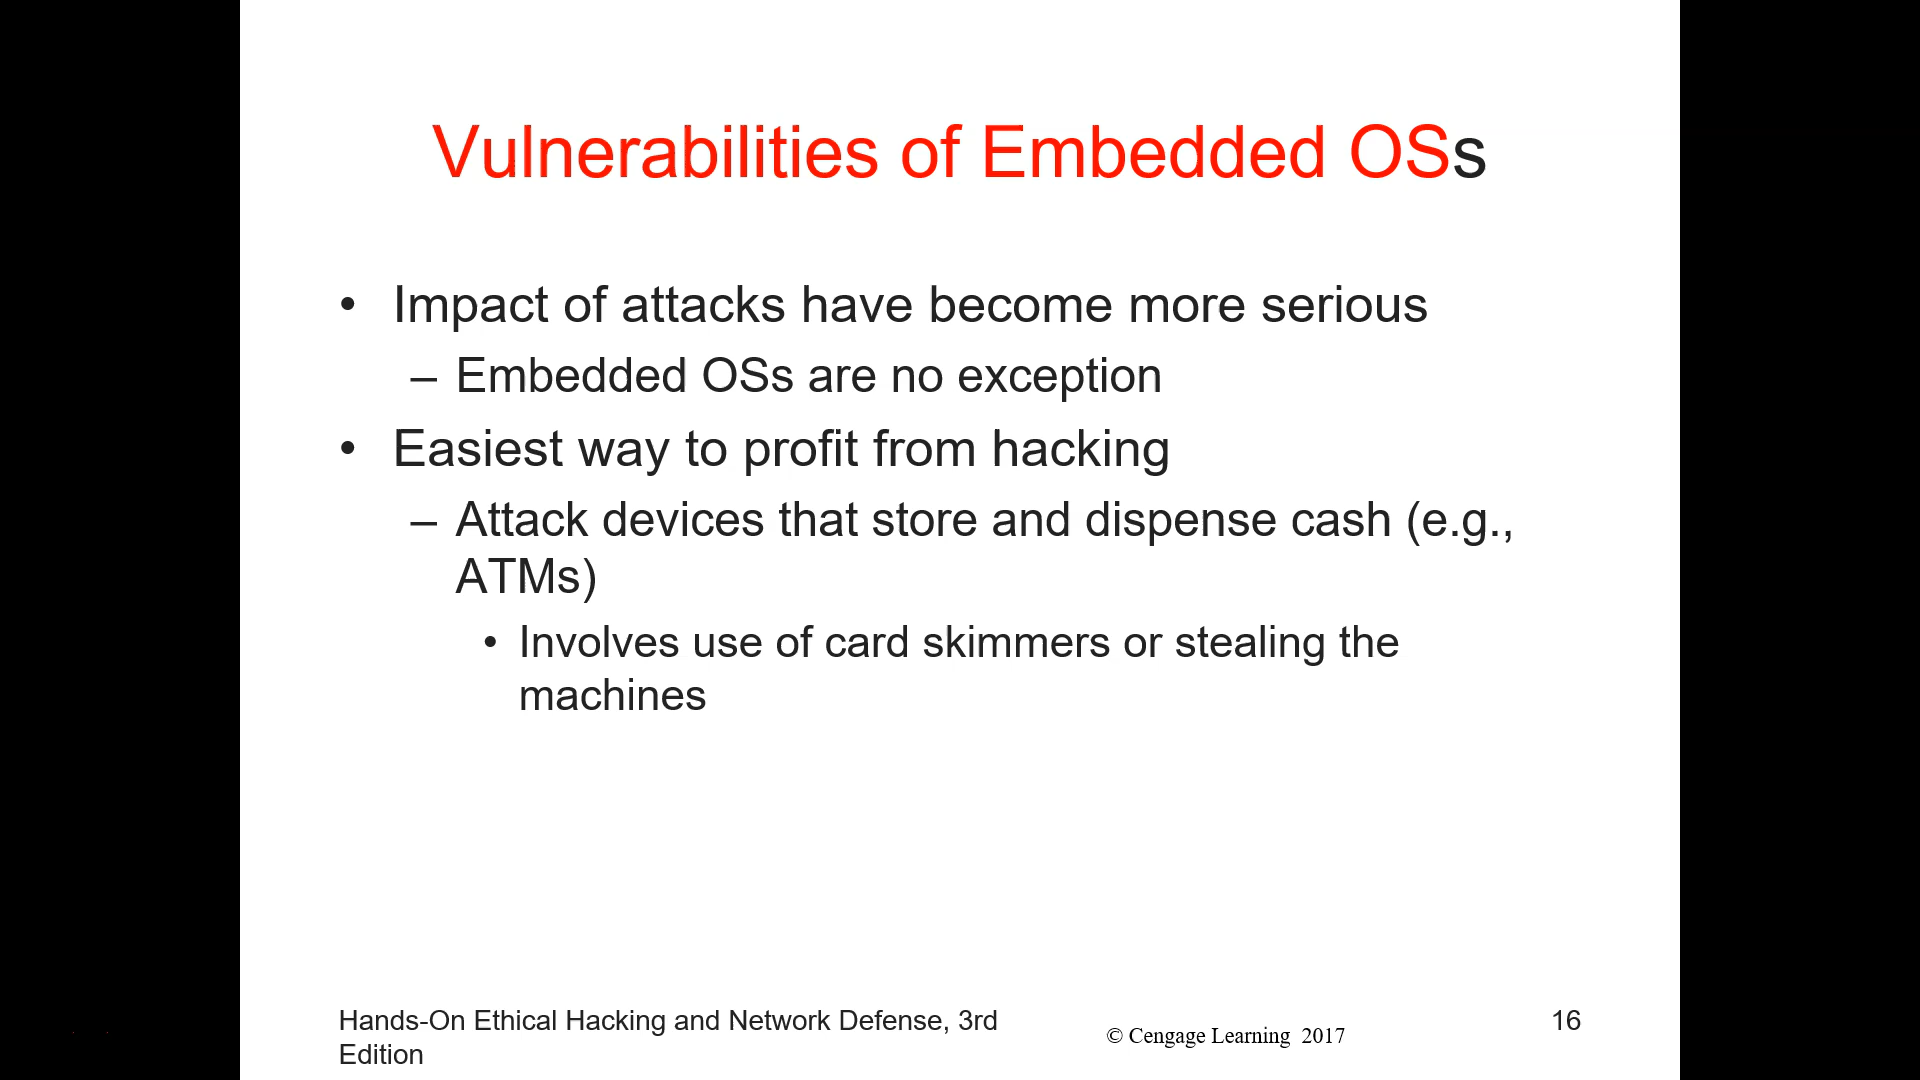 Vulnerabilities of Embedded OSs
• Impact of attacks have become more serious
– Embedded OSs are no exception
• Easiest way to profit from hacking
– Attack devices that store and dispense cash (e.g.,
ATMs)
• Involves use of card skimmers or stealing the
machines
Hands-On Ethical Hacking and Network Defense, 3rd
Edition
© Cengage Learning 2017
16